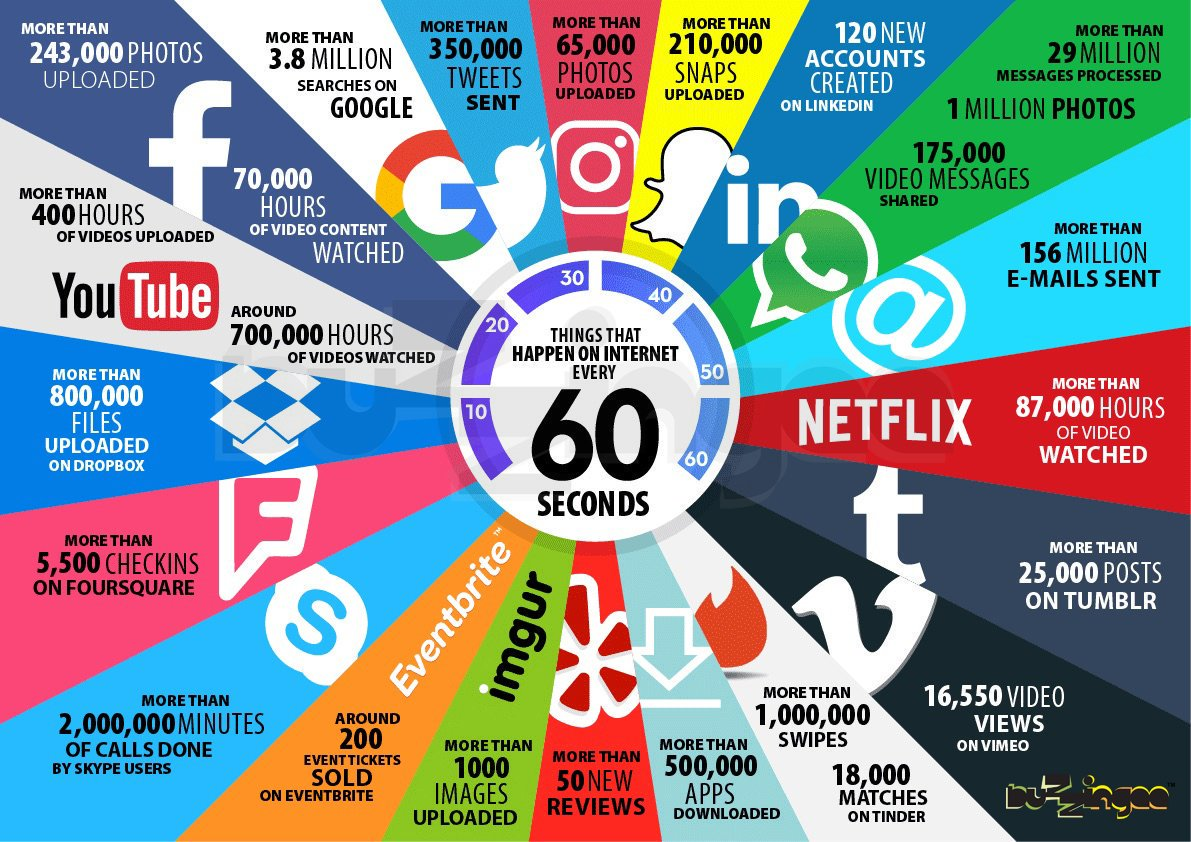 MORE THAN
243,000 PHOTOS
UPLOADED
70,000
HOURS
OF VIDEO CONTENT
WATCHED
MORE THAN
3.8 MILLION
SEARCHES ON
GOOGLE
MORE THAN
350,000
TWEETS
SENT
MORE THAN
65,000
PHOTOS
UPLOADED
MORE THAN
210,000
SNAPS
UPLOADED
120 NEW
ACCOUNTS
CREATED
ON LINKEDIN
in
MORE THAN
29 MILLION
MESSAGES PROCESSED
1 MILLION PHOTOS
175,000
VIDEO MESSAGES
SHARED
MORE THAN
156 MILLION
E-MAILS SENT
@
NETFLIX
MORE THAN
87,000 HOURS
OF VIDEO
WATCHED
MORE THAN
25,000 POSTS
ON TUMBLR
t
16,550 VIDEO
VIEWS
ON VIMEO
v
MORE THAN
1,000,000
SWIPES
18,000
MATCHES
ON TINDER
MORE THAN
500,000
APPS
DOWNLOADED
MORE THAN
50 NEW
REVIEWS
imgur
MORE THAN
1000
IMAGES
UPLOADED
Eventbrite™
AROUND
200
EVENT TICKETS
SOLD
ON EVENTBRITE
S
MORE THAN
2,000,000 MINUTES
OF CALLS DONE
BY SKYPE USERS
MORE THAN
5,500 CHECKINS
ON FOURSQUARE
MORE THAN
800,000
FILES
UPLOADED
ON DROPBOX
MORE THAN
400 HOURS
OF VIDEOS UPLOADED
YouTube
AROUND
700,000 HOURS
OF VIDEOS WATCHED
f
G
10
20
30
40
50
60
THINGS THAT
HAPPEN ON INTERNET
EVERY
60
SECONDS
Buzzingee™